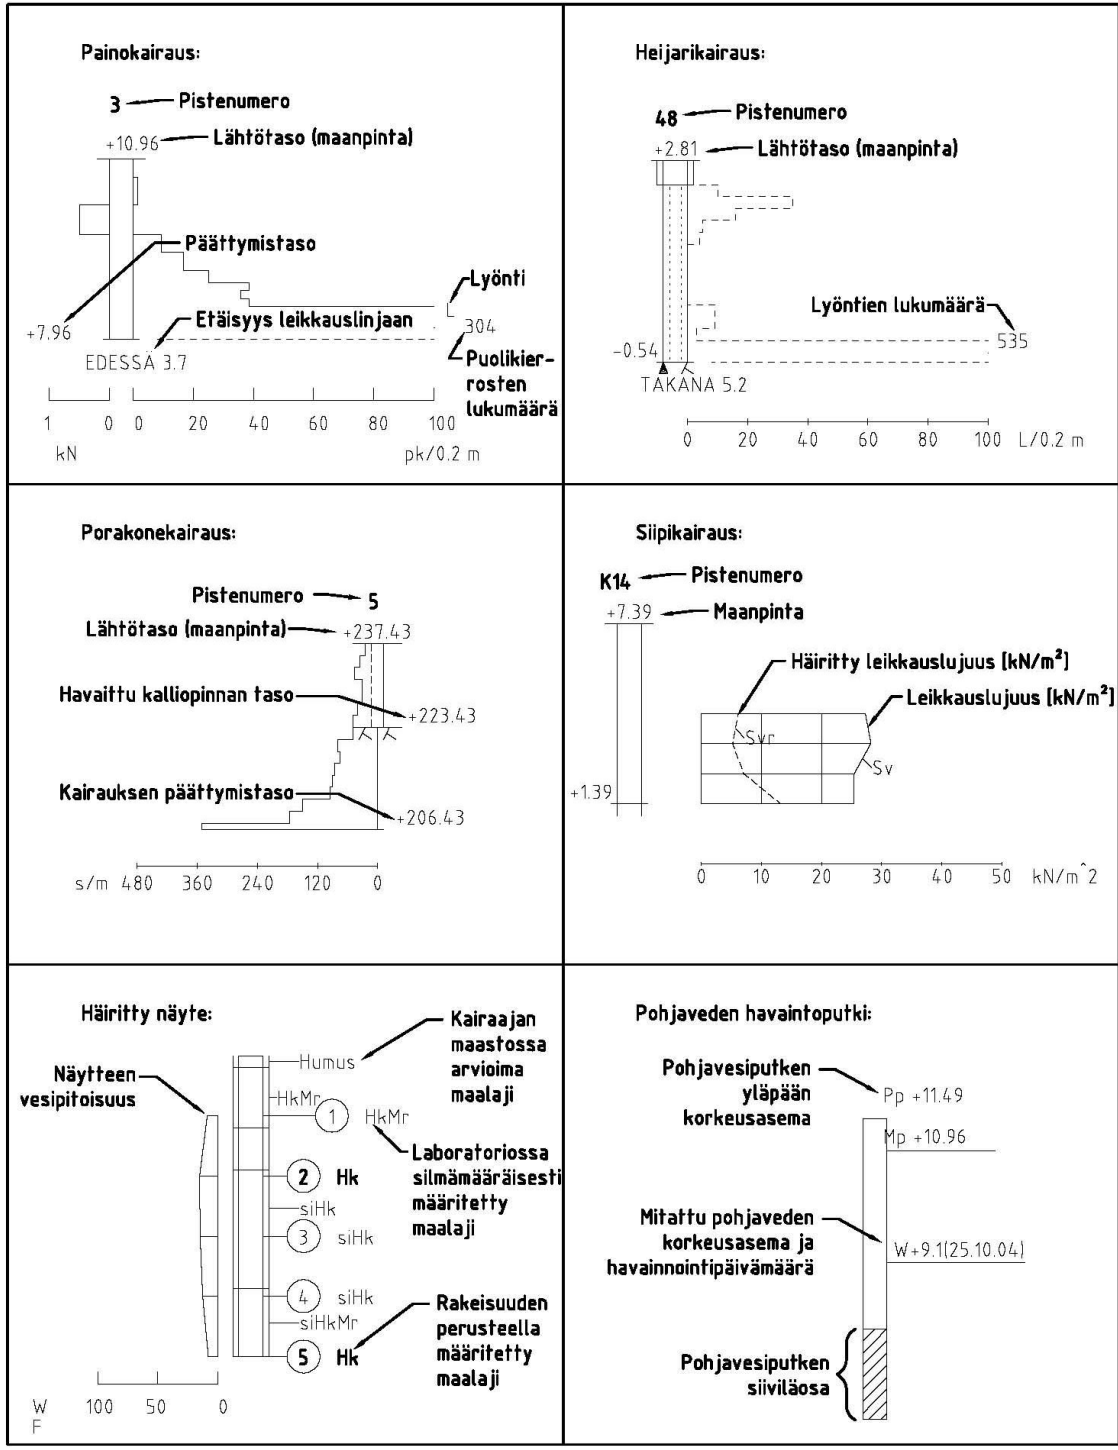 Painokairaus:
3 Pistenumero
+10.96 Lähtötaso (maanpinta)
Päättymistaso
Lyönti
+7.96
Etäisyys leikkauslinjaan
304
EDESSÄ 3.7
Puolikier-
rosten
lukumäärä
1 0 0 20 40 60 80 100
kN pk/0.2 m
Heijarikairaus:
48 Pistenumero
+2.81 Lähtötaso (maanpinta)
Lyöntien lukumäärä
535
-0.54
TAKANA 5.2
0 20 40 60 80 100 L/0.2 m
Porakonekairaus:
Pistenumero 5
Lähtötaso (maanpinta) +237.43
Havaittu kalliopinnan taso
+223.43
Kairauksen päättymistaso
+206.43
s/m 480 360 240 120 0
Siipikairaus:
K14 Pistenumero
+7.39 Maanpinta
Häiritty leikkauslujuus [kN/m²]
Leikkauslujuus [kN/m²]
Svr
Sv
+1.39
0 10 20 30 40 50 kN/m^2
Häiritty näyte:
Kairaajan
maastossa
arvioima
maalaji
Humus
Näytteen
vesipitoisuus
HkMr
1 HkMr
Laboratoriossa
silmämääräisesti
määritetty
maalaji
2 Hk
siHk
3 siHk
4 siHk
siHkMr
Rakeisuuden
perusteella
määritetty
maalaji
5 Hk
W 100 50 0
F
Pohjaveden havaintoputki:
Pohjavesiputken
yläpään
korkeusasema
Pp +11.49
Mp +10.96
Mitattu pohjaveden
korkeusasema ja
havainnointipäivämäärä
W+9.1(25.10.04)
Pohjavesiputken
siiviläosa